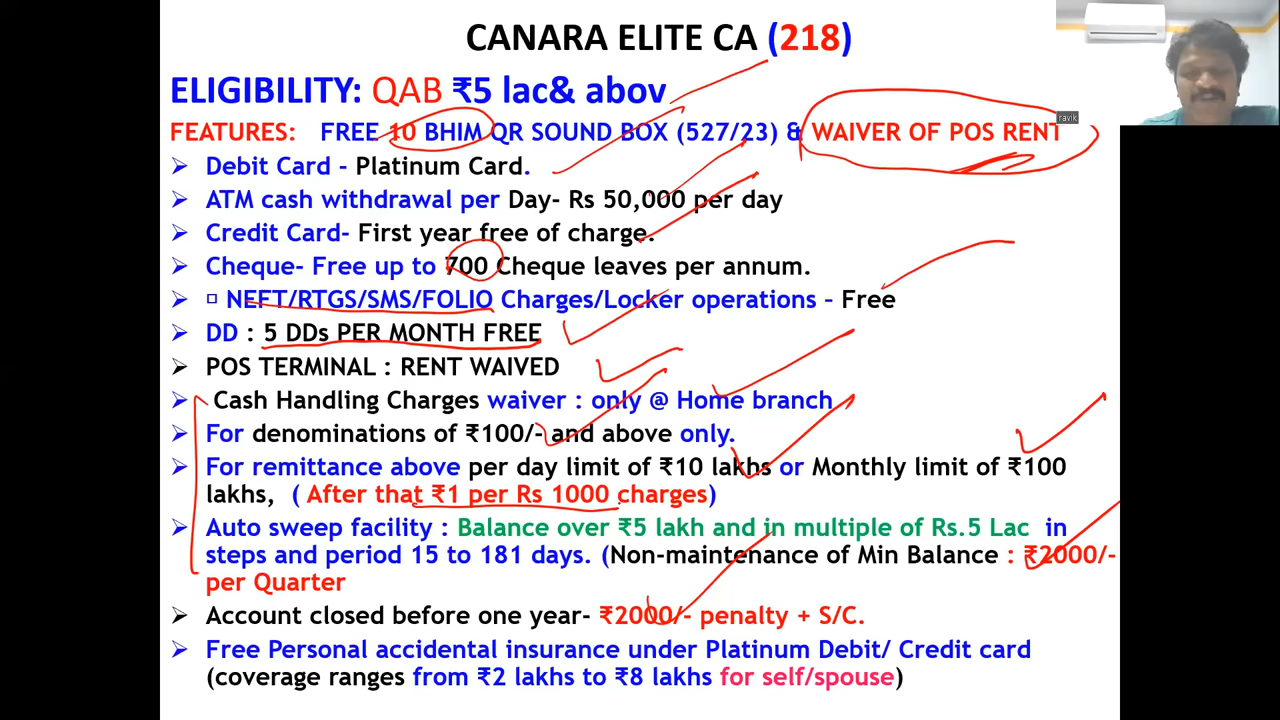 CANARA ELITE CA (218)
ELIGIBILITY: QAB ₹5 lac& abov
FEATURES: FREE 10 BHIM QR SOUND BOX (527/23) & WAIVER OF POS RENT
ravik
➢ Debit Card - Platinum Card.
➢ ATM cash withdrawal per Day- Rs 50,000 per day
➢ Credit Card- First year free of charge.
➢ Cheque- Free up to 700 Cheque leaves per annum.
➢ □ NEFT/RTGS/SMS/FOLIO Charges/Locker operations – Free
➢ DD : 5 DDs PER MONTH FREE
➢ POS TERMINAL : RENT WAIVED
➢ Cash Handling Charges waiver : only @ Home branch
➢ For denominations of ₹100/- and above only.
➢ For remittance above per day limit of ₹10 lakhs or Monthly limit of ₹100
lakhs, ( After that ₹1 per Rs 1000 charges)
➢ Auto sweep facility : Balance over ₹5 lakh and in multiple of Rs.5 Lac in
steps and period 15 to 181 days. (Non-maintenance of Min Balance : ₹2000/-
per Quarter
➢ Account closed before one year- ₹2000/- penalty + S/C.
➢ Free Personal accidental insurance under Platinum Debit/ Credit card
(coverage ranges from ₹2 lakhs to ₹8 lakhs for self/spouse)